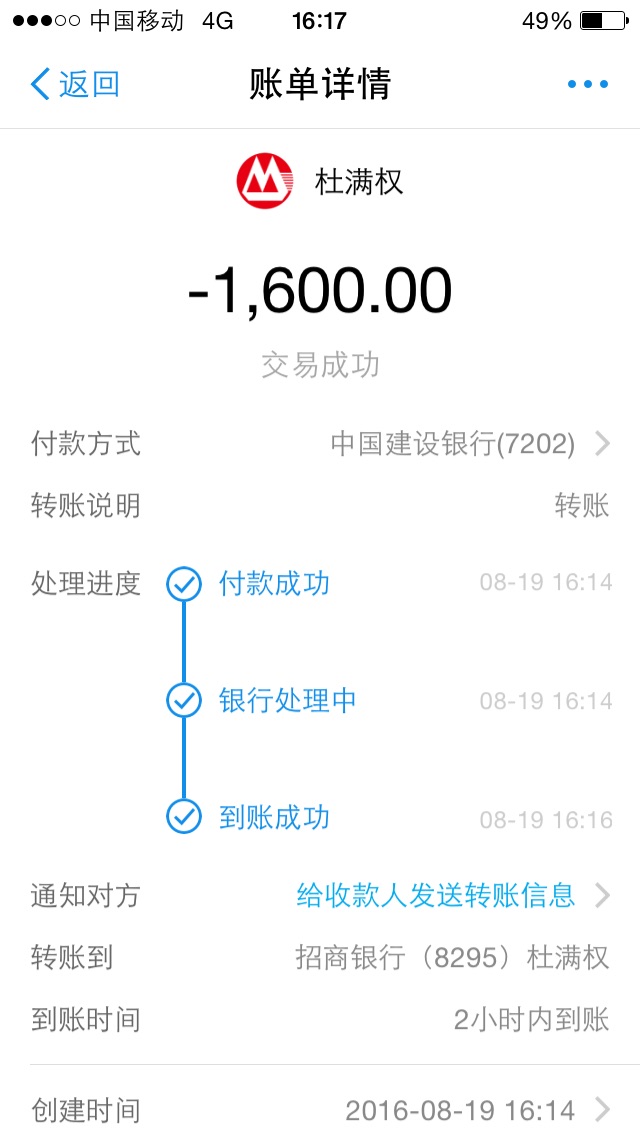 中国移动 4G 16:17 49%
返回 账单详情
杜满权
-1,600.00
交易成功
付款方式 中国建设银行(7202)
转账说明 转账
处理进度 付款成功 08-19 16:14
银行处理中 08-19 16:14
到账成功 08-19 16:16
通知对方 给收款人发送转账信息
转账到 招商银行（8295）杜满权
到账时间 2小时内到账
创建时间 2016-08-19 16:14